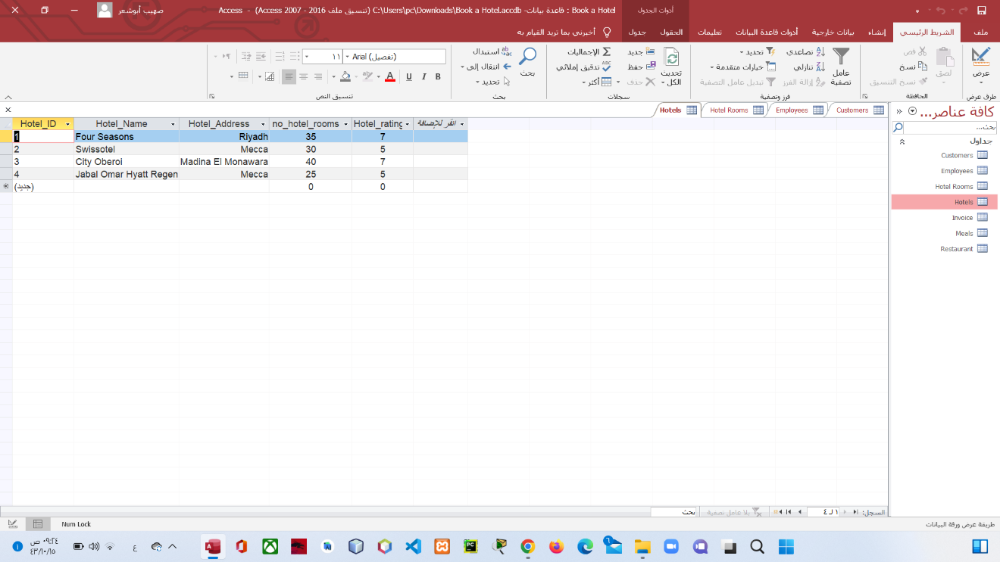 صهيب أبوشعر
Book a Hotel : قاعدة بيانات- C:\Users\pc\Downloads\Book a Hotel.accdb (تنسيق ملف Access 2007 - 2016) - Access
أدوات الجدول
ملف
الشريط الرئيسي
إنشاء
بيانات خارجية
أدوات قاعدة البيانات
تعليمات
الحقول
جدول
أخبرني بما تريد القيام به
عرض
طرق عرض
لصق
قص
نسخ
نسخ التنسيق
الحافظة
عامل تصفية
تصاعدي
تنازلي
إزالة الفرز
تحديد
خيارات متقدمة
تبديل عامل التصفية
فرز وتصفية
تحديث الكل
جديد
حفظ
حذف
الإجماليات
تدقيق إملائي
أكثر
سجلات
بحث
استبدال
انتقال إلى
تحديد
بحث
Arial (تفصيل)
١١
U I B
تنسيق النص
كافة عناصر...
بحث...
جداول
Customers
Employees
Hotel Rooms
Hotels
Invoice
Meals
Restaurant
Customers
Employees
Hotel Rooms
Hotels
Hotel_ID Hotel_Name Hotel_Address no_hotel_rooms Hotel_rating انقر للإضافة
1 Four Seasons Riyadh 35 7
2 Swissotel Mecca 30 5
3 City Oberoi Madina El Monawara 40 7
4 Jabal Omar Hyatt Regen Mecca 25 5
(جديد) 0 0
السجل: ١ لـ ٤
بلا عامل تصفية
بحث
طريقة عرض ورقة البيانات
Num Lock
٠٩:٢٤ ص
٤٣/١٠/١٥
ع